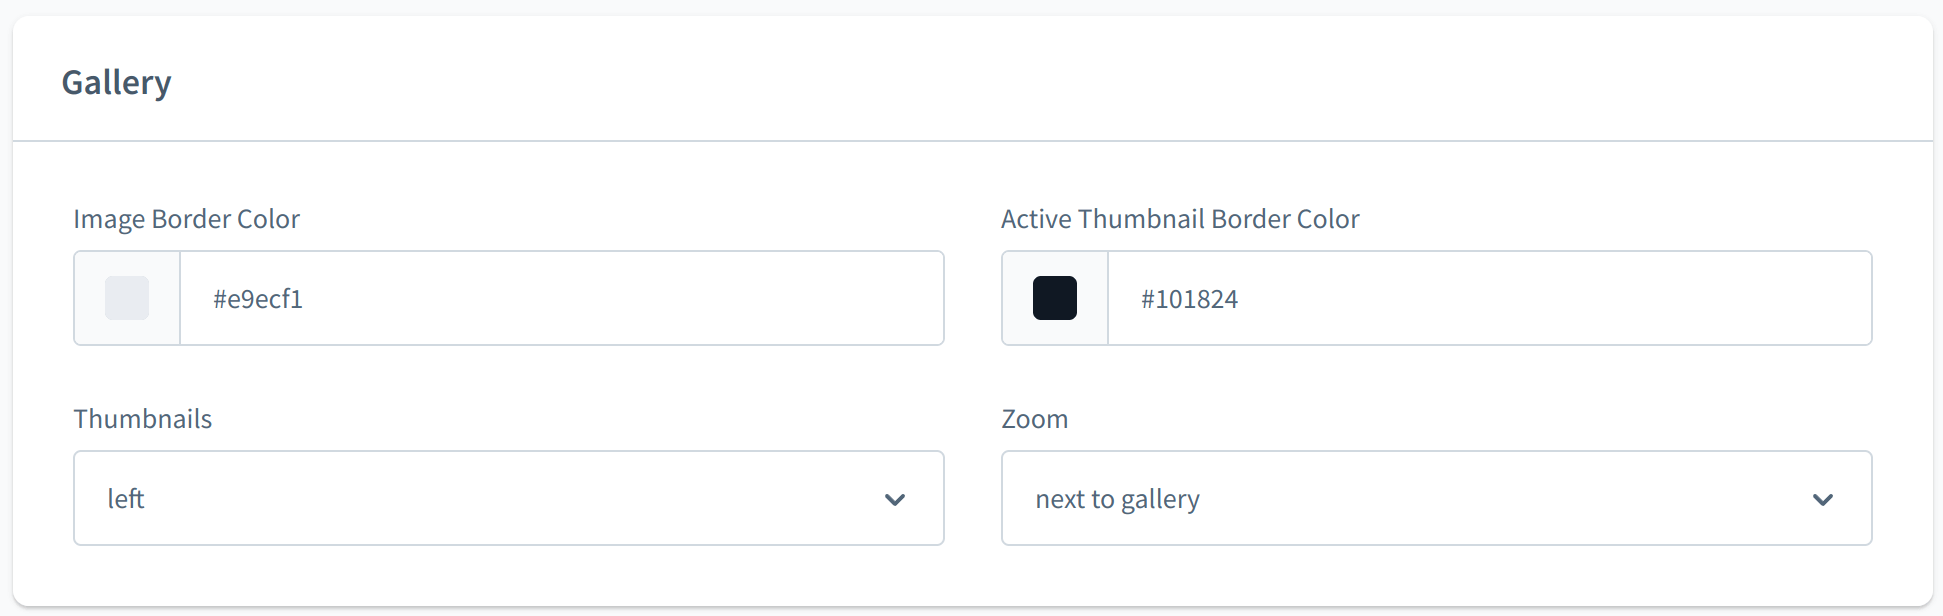 Gallery
Image Border Color
Active Thumbnail Border Color
#e9ecf1
#101824
Thumbnails
Zoom
left
next to gallery